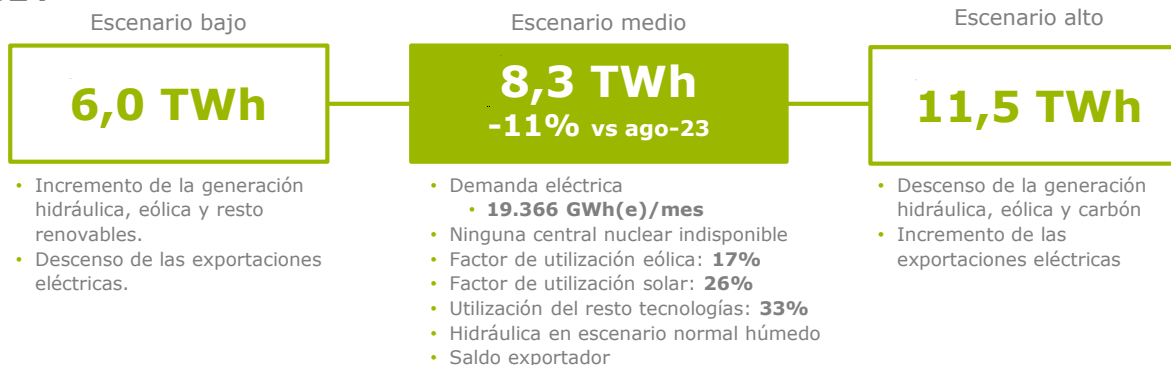 Escenario bajo
6,0 TWh
• Incremento de la generación
hidráulica, eólica y resto
renovables.
• Descenso de las exportaciones
eléctricas.
Escenario medio
8,3 TWh
-11% vs ago-23
• Demanda eléctrica
• 19.366 GWh(e)/mes
• Ninguna central nuclear indisponible
• Factor de utilización eólica: 17%
• Factor de utilización solar: 26%
• Utilización del resto tecnologías: 33%
• Hidráulica en escenario normal húmedo
• Saldo exportador
Escenario alto
11,5 TWh
• Descenso de la generación
hidráulica, eólica y carbón
• Incremento de las
exportaciones eléctricas